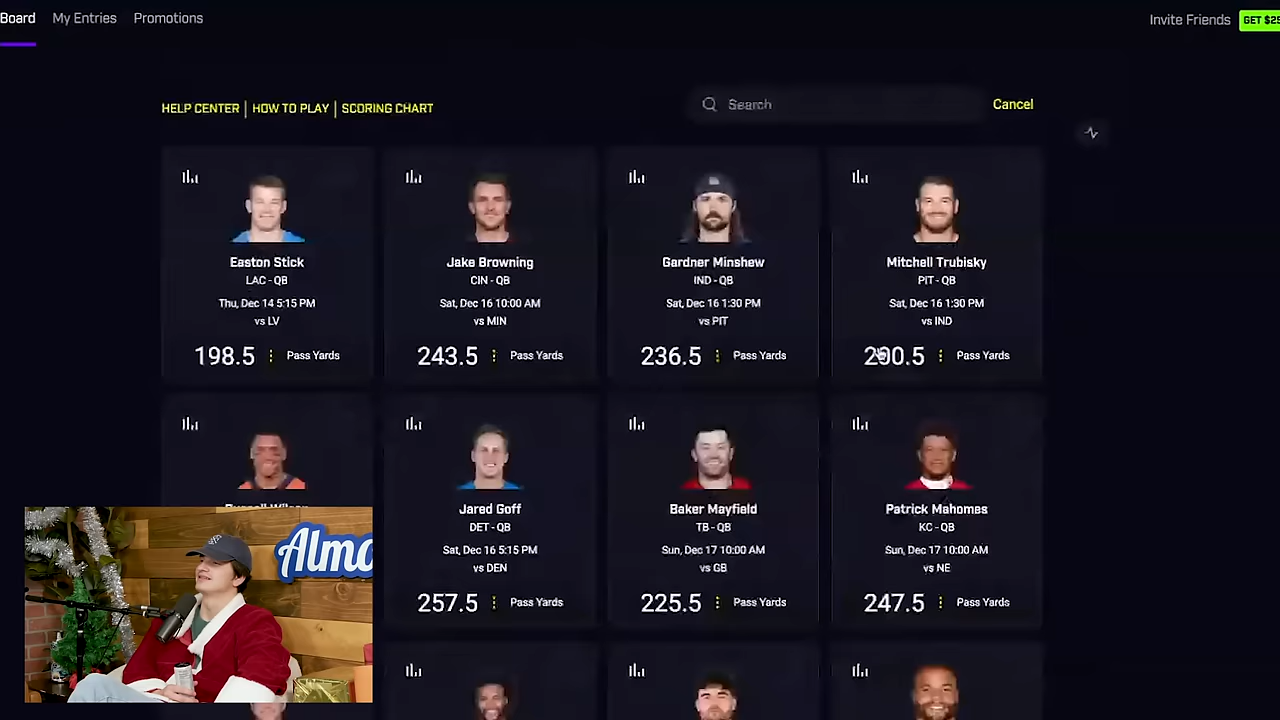 Board My Entries Promotions Invite Friends GET $25
HELP CENTER | HOW TO PLAY | SCORING CHART Search Cancel
Easton Stick
LAC - QB
Thu, Dec 14 5:15 PM
vs LV
198.5 Pass Yards
Jake Browning
CIN - QB
Sat, Dec 16 10:00 AM
vs MIN
243.5 Pass Yards
Gardner Minshew
IND - QB
Sat, Dec 16 1:30 PM
vs PIT
236.5 Pass Yards
Mitchell Trubisky
PIT - QB
Sat, Dec 16 1:30 PM
vs IND
200.5 Pass Yards
Jared Goff
DET - QB
Sat, Dec 16 5:15 PM
vs DEN
257.5 Pass Yards
Baker Mayfield
TB - QB
Sun, Dec 17 10:00 AM
vs GB
225.5 Pass Yards
Patrick Mahomes
KC - QB
Sun, Dec 17 10:00 AM
vs NE
247.5 Pass Yards
Almo